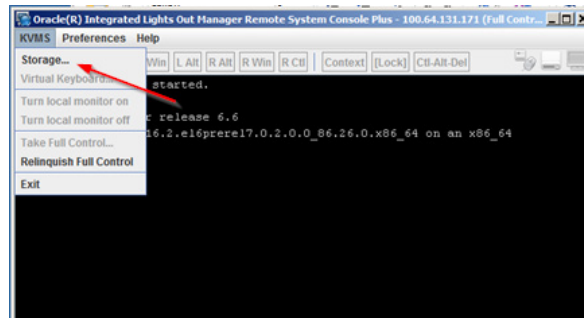 Oracle(R) Integrated Lights Out Manager Remote System Console Plus - 100.64.131.171 (Full Contr...
KVMS Preferences Help
Storage...
Win L Alt R Alt R Win R Ctl Context [Lock] Ctl-Alt-Del
Virtual Keyboard...
started.
Turn local monitor on
Turn local monitor off
r release 6.6
16.2.el6prerel7.0.2.0.0_86.26.0.x86_64 on an x86_64
Take Full Control...
Relinquish Full Control
Exit